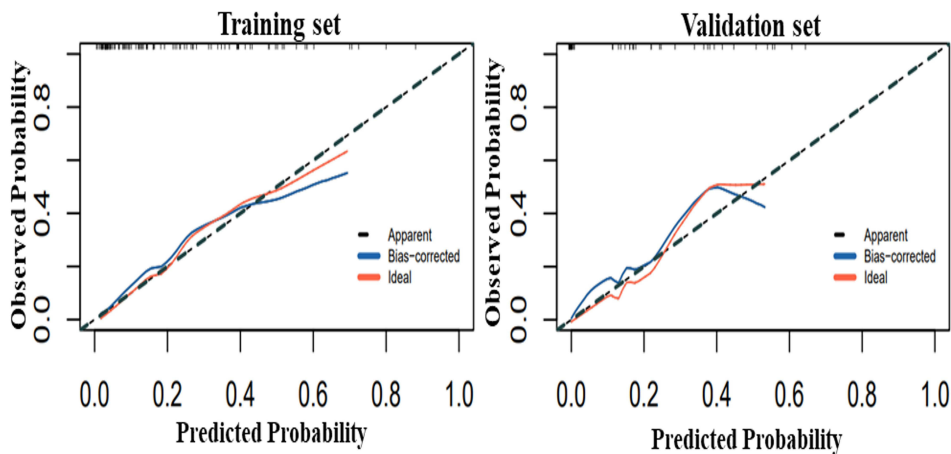 Training set
Observed Probability
0.0 0.4 0.8
Apparent
Bias-corrected
Ideal
0.0 0.2 0.4 0.6 0.8 1.0
Predicted Probability
Validation set
Observed Probability
0.0 0.4 0.8
Apparent
Bias-corrected
Ideal
0.0 0.2 0.4 0.6 0.8 1.0
Predicted Probability